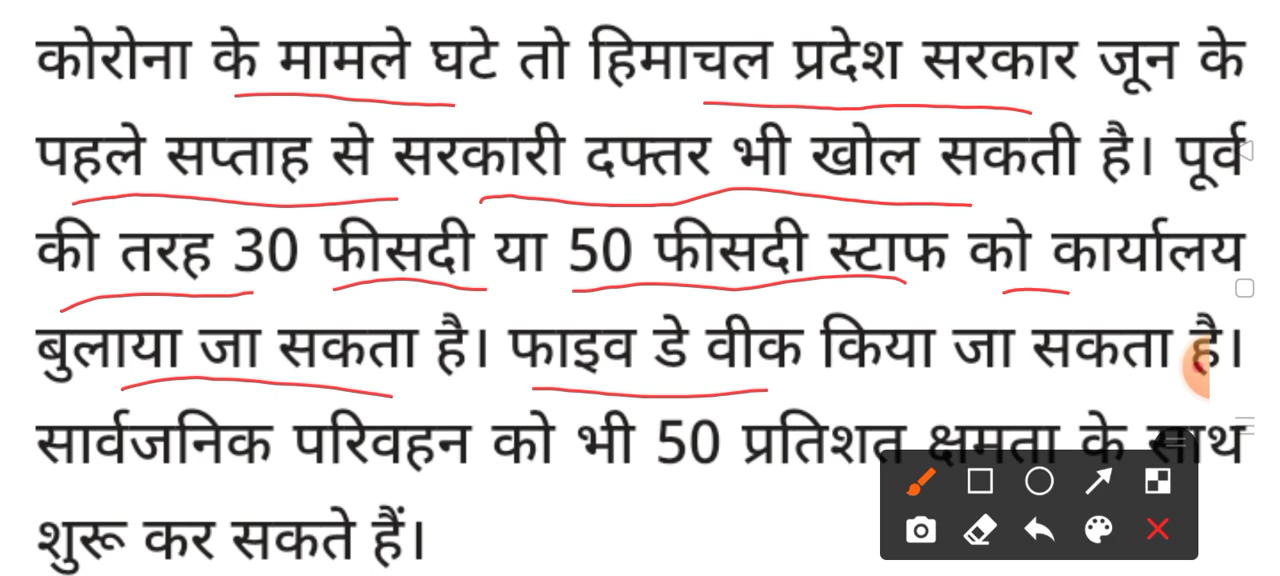 कोरोना के मामले घटे तो हिमाचल प्रदेश सरकार जून के
पहले सप्ताह से सरकारी दफ्तर भी खोल सकती है। पूर्व
की तरह 30 फीसदी या 50 फीसदी स्टाफ को कार्यालय
बुलाया जा सकता है। फाइव डे वीक किया जा सकता है।
सार्वजनिक परिवहन को भी 50 प्रतिशत क्षमता के साथ
शुरू कर सकते हैं।